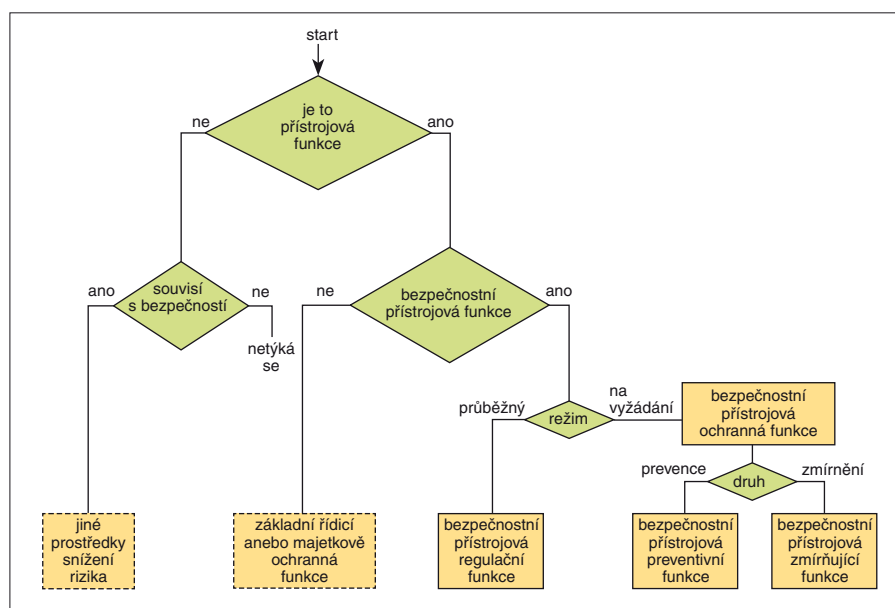 start
je to
přístrojová
funkce
ne
ano
souvisí
s bezpečností
ano
ne
netýká
se
bezpečnostní
přístrojová funkce
ne
ano
režim
průběžný
na
vyžádání
bezpečnostní
přístrojová
ochranná funkce
druh
prevence
zmírnění
jiné
prostředky
snížení
rizika
základní řídicí
anebo majetkově
ochranná
funkce
bezpečnostní
přístrojová
regulační
funkce
bezpečnostní
přístrojová
preventivní
funkce
bezpečnostní
přístrojová
zmírňující
funkce